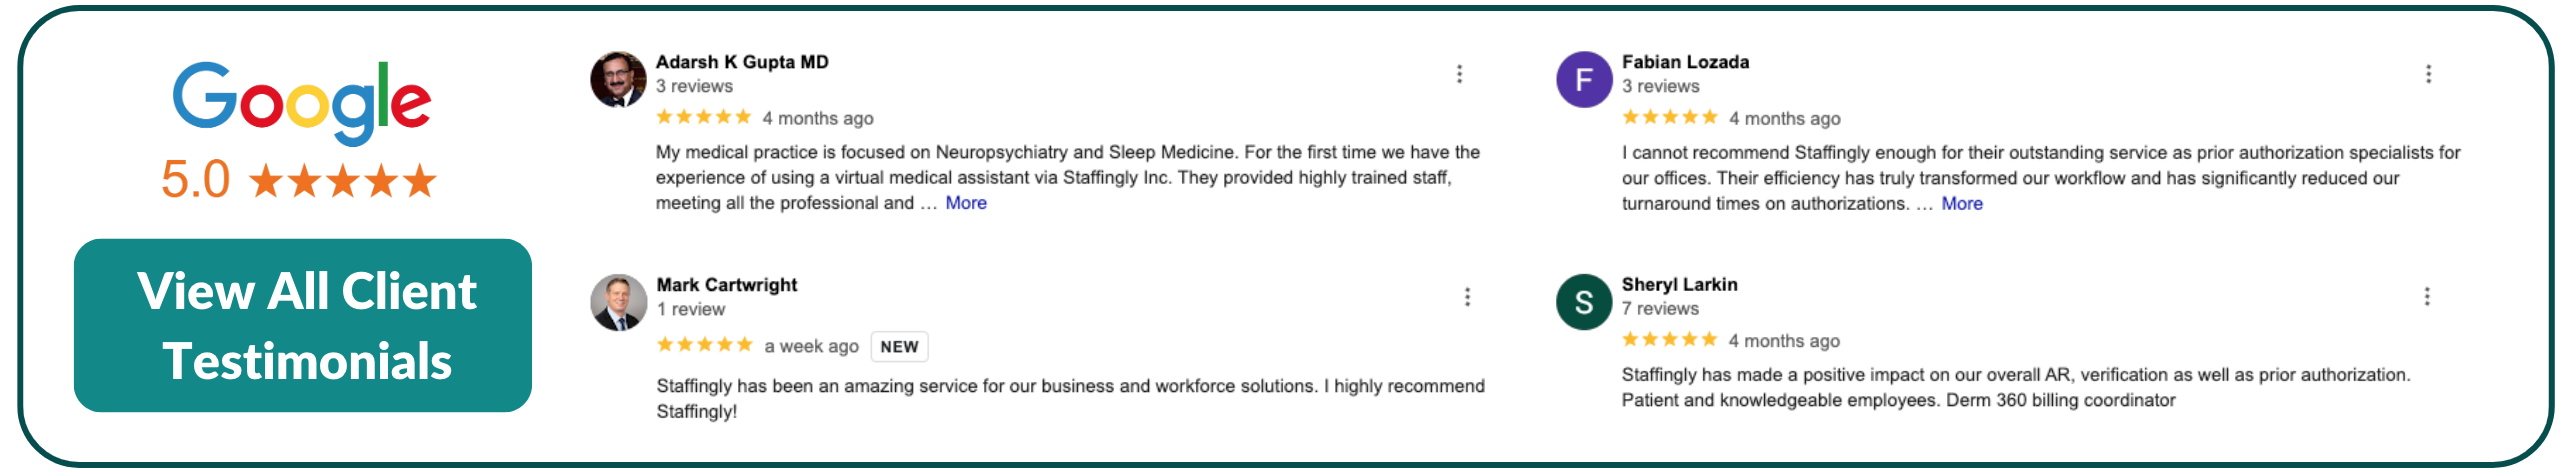 Google
5.0
View All Client
Testimonials
Adarsh K Gupta MD
3 reviews
4 months ago
My medical practice is focused on Neuropsychiatry and Sleep Medicine. For the first time we have the
experience of using a virtual medical assistant via Staffingly Inc. They provided highly trained staff,
meeting all the professional and … More
Fabian Lozada
F
3 reviews
4 months ago
I cannot recommend Staffingly enough for their outstanding service as prior authorization specialists for
our offices. Their efficiency has truly transformed our workflow and has significantly reduced our
turnaround times on authorizations. … More
Mark Cartwright
1 review
a week ago NEW
Staffingly has been an amazing service for our business and workforce solutions. I highly recommend
Staffingly!
Sheryl Larkin
S
7 reviews
4 months ago
Staffingly has made a positive impact on our overall AR, verification as well as prior authorization.
Patient and knowledgeable employees. Derm 360 billing coordinator